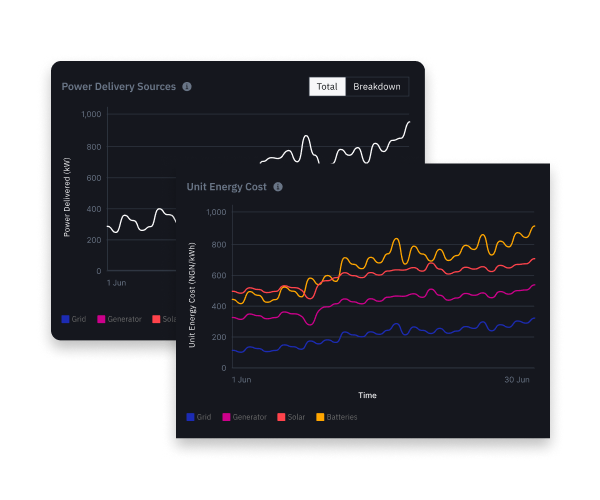 Power Delivery Sources
Total Breakdown
Power Delivered (kW)
1,000
800
600
400
200
0
1 Jun
Grid Generator
Unit Energy Cost
Unit Energy Cost (NGN/kWh)
1,000
800
600
400
200
0
1 Jun 30 Jun
Time
Grid Generator Solar Batteries